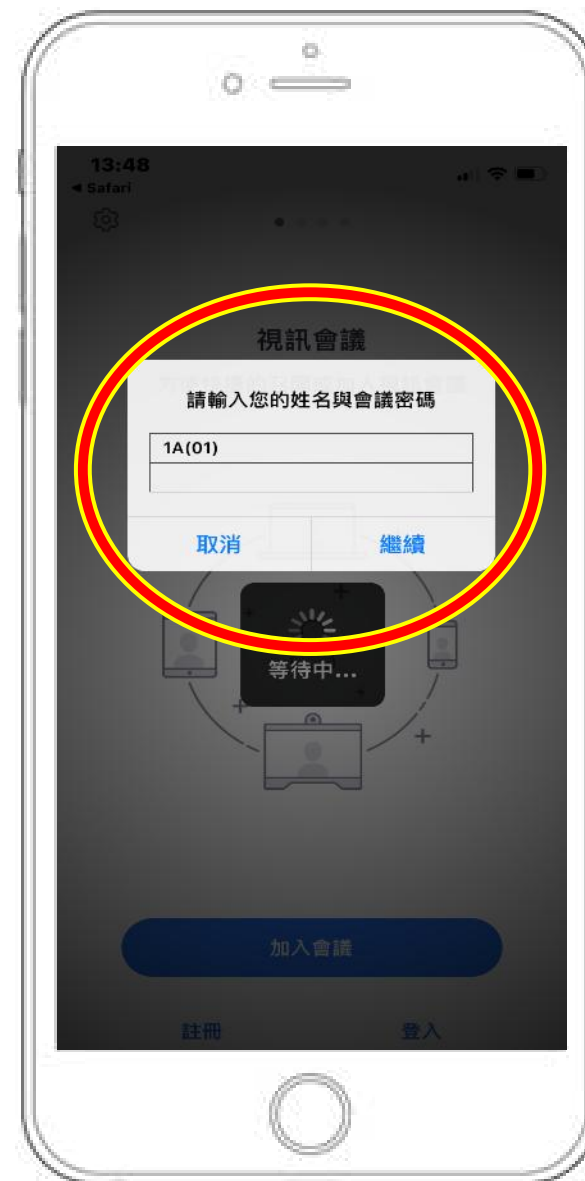 13:48
◀ Safari
視訊會議
請輸入您的姓名與會議密碼
1A(01)
取消
繼續
等待中...
加入會議
註冊
登入